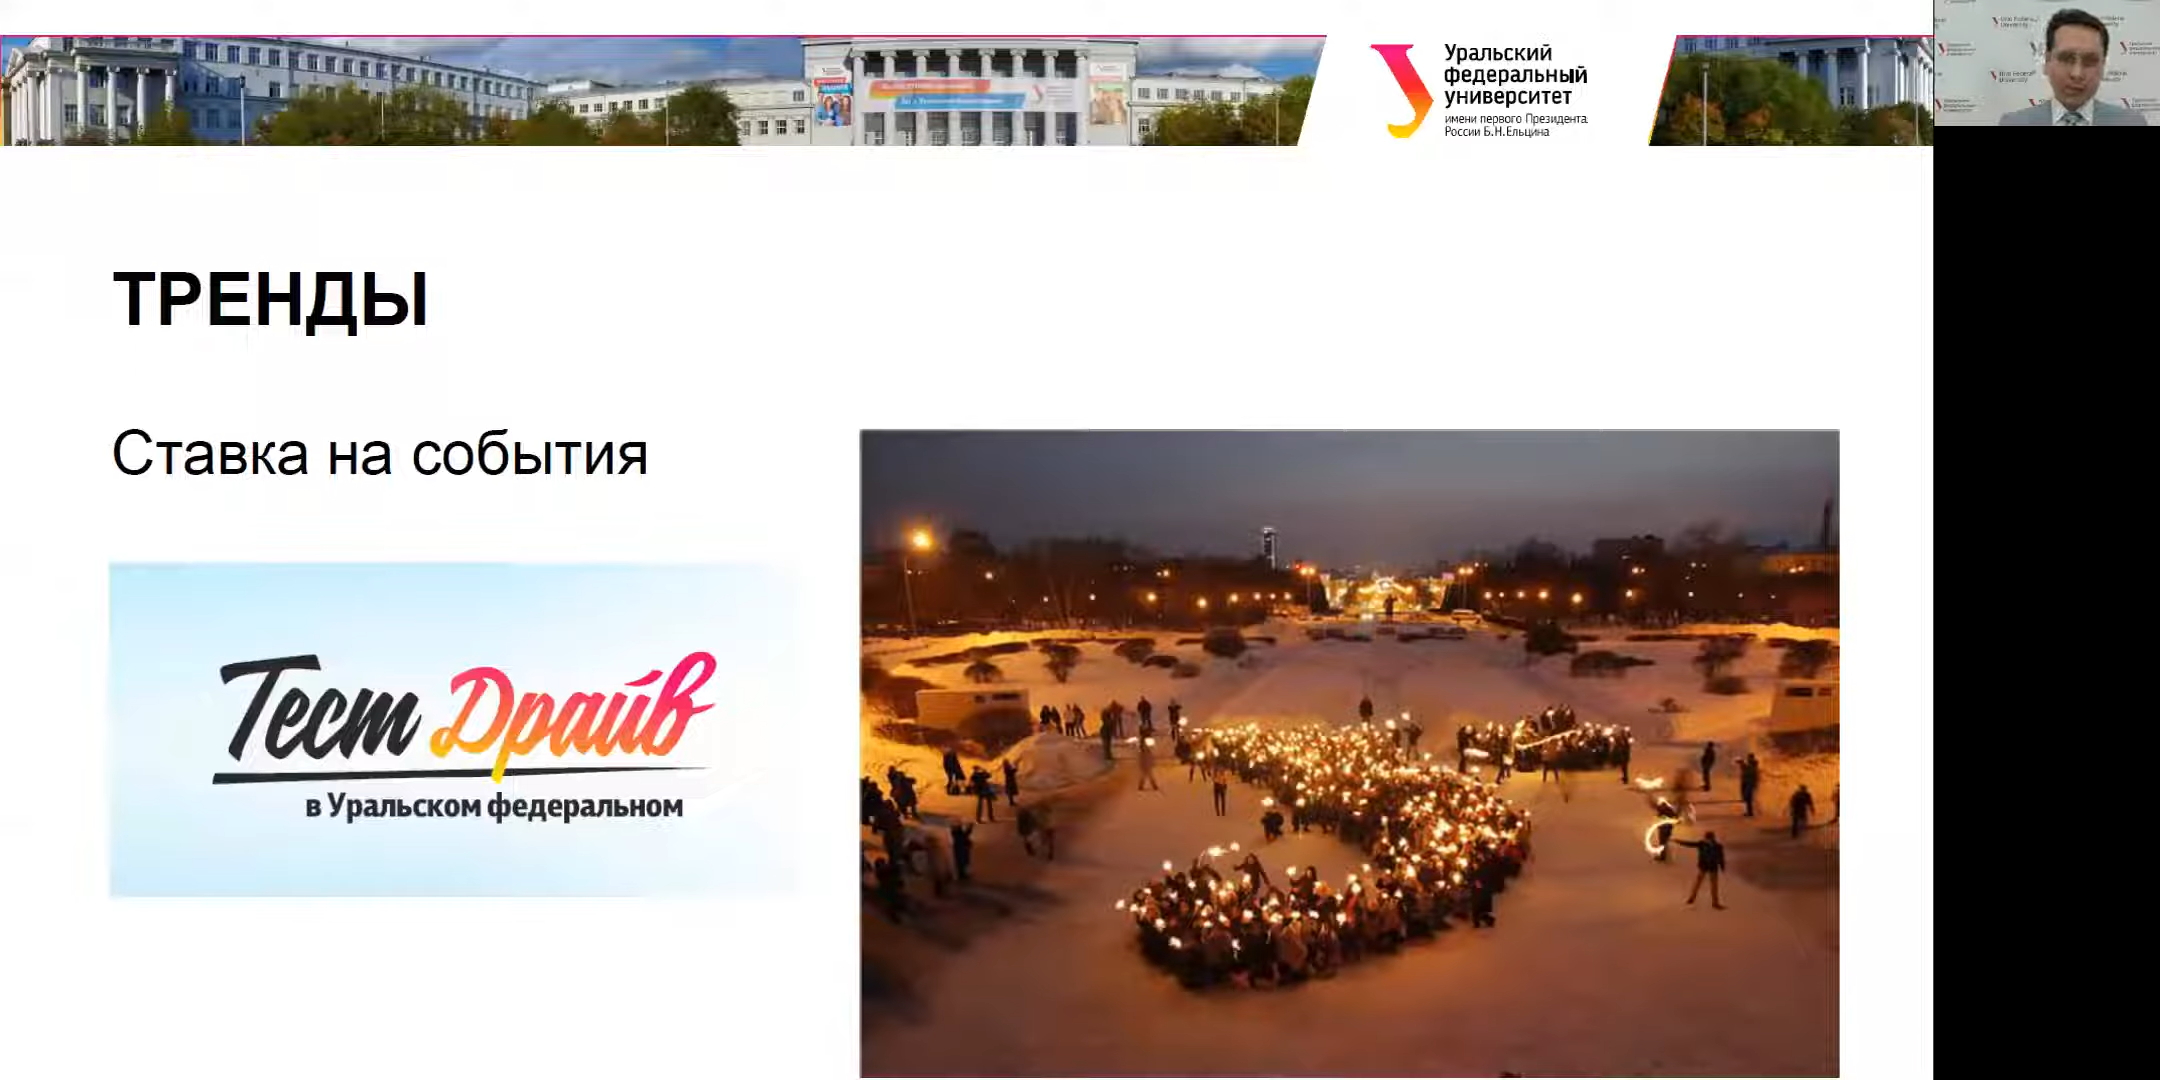 Уральский
федеральный
университет
имени первого Президента
России Б.Н.Ельцина
ТРЕНДЫ
Ставка на события
Тест Драйв
в Уральском федеральном